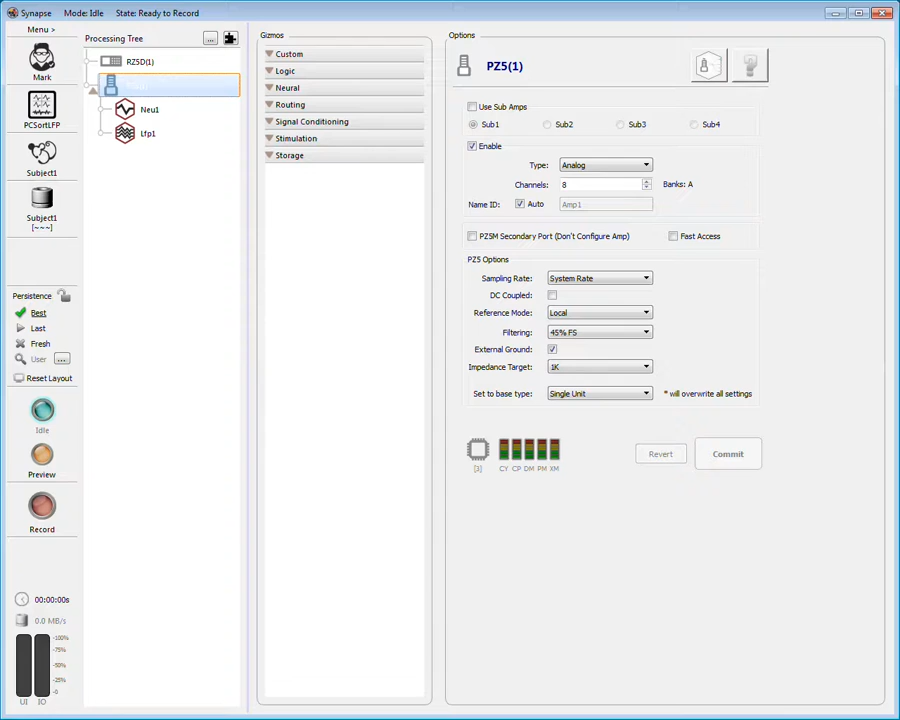 Synapse Mode: Idle State: Ready to Record
Menu >
Mark
PCSortLFP
Subject1
Subject1
[~~~]
Persistence
Best
Last
Fresh
User ...
Reset Layout
Idle
Preview
Record
00:00:00s
0.0 MB/s
-100%
-75%
-50%
-25%
-0
UI IO
Processing Tree ...
RZ5D(1)
Neu1
Lfp1
Gizmos
Custom
Logic
Neural
Routing
Signal Conditioning
Stimulation
Storage
Options
PZ5(1)
Use Sub Amps
Sub1 Sub2 Sub3 Sub4
Enable
Type: Analog
Channels: 8 Banks: A
Name ID: Auto Amp1
PZ5M Secondary Port (Don't Configure Amp) Fast Access
PZ5 Options
Sampling Rate: System Rate
DC Coupled:
Reference Mode: Local
Filtering: 45% FS
External Ground:
Impedance Target: 1K
Set to base type: Single Unit * will overwrite all settings
[3] CY CP DM PM XM
Revert Commit